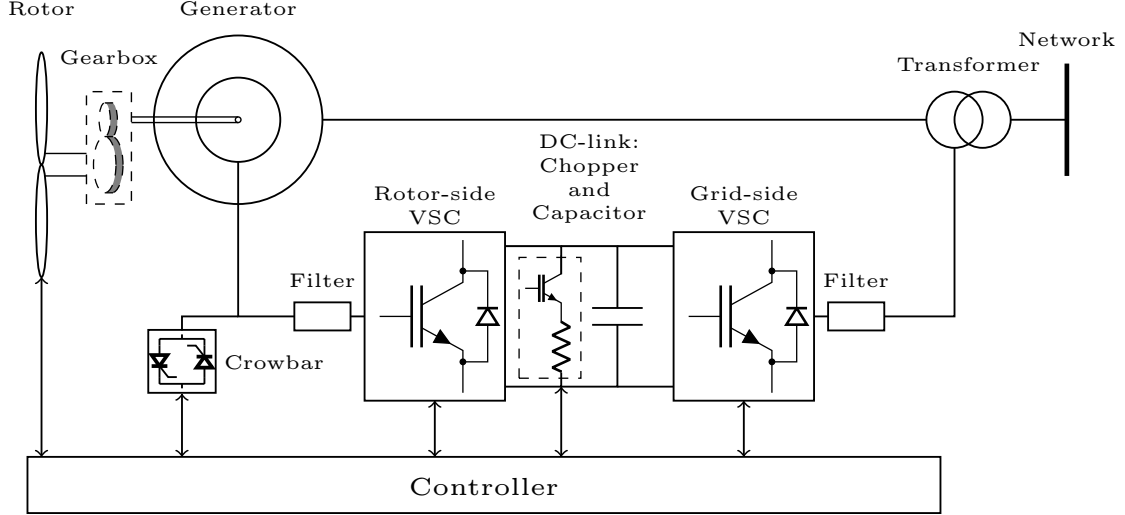 Rotor
Generator
Gearbox
Network
Transformer
DC-link:
Chopper
and
Capacitor
Rotor-side
VSC
Grid-side
VSC
Filter
Filter
Crowbar
Controller